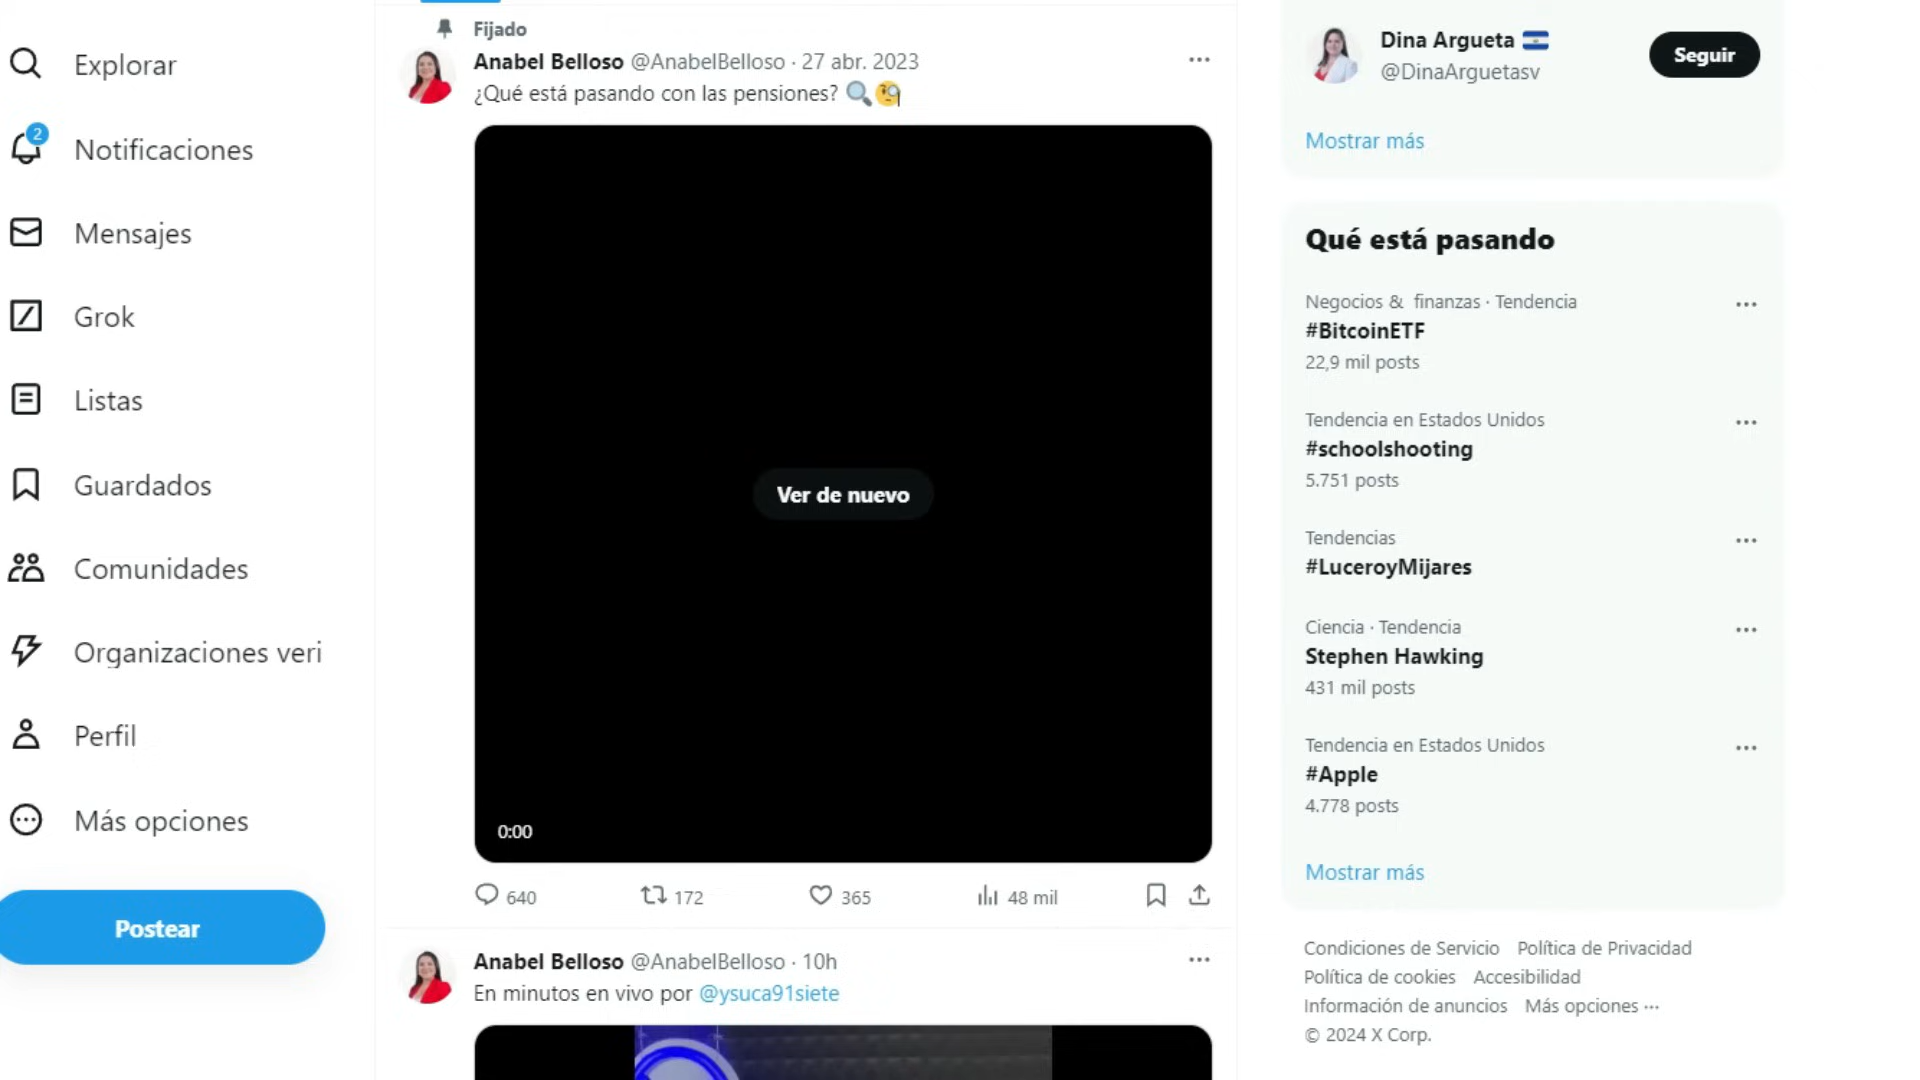 Explorar
2
Notificaciones
Mensajes
Grok
Listas
Guardados
Comunidades
Organizaciones veri
Perfil
Más opciones
Postear
Fijado
Anabel Belloso @AnabelBelloso · 27 abr. 2023
¿Qué está pasando con las pensiones? 🔍🧐
Ver de nuevo
0:00
640 172 365 48 mil
Anabel Belloso @AnabelBelloso · 10h
En minutos en vivo por @ysuca91siete
Dina Argueta 🇸🇻
@DinaArguetasv
Seguir
Mostrar más
Qué está pasando
Negocios & finanzas · Tendencia
#BitcoinETF
22,9 mil posts
Tendencia en Estados Unidos
#schoolshooting
5.751 posts
Tendencias
#LuceroyMijares
Ciencia · Tendencia
Stephen Hawking
431 mil posts
Tendencia en Estados Unidos
#Apple
4.778 posts
Mostrar más
Condiciones de Servicio Política de Privacidad
Política de cookies Accesibilidad
Información de anuncios Más opciones ···
© 2024 X Corp.